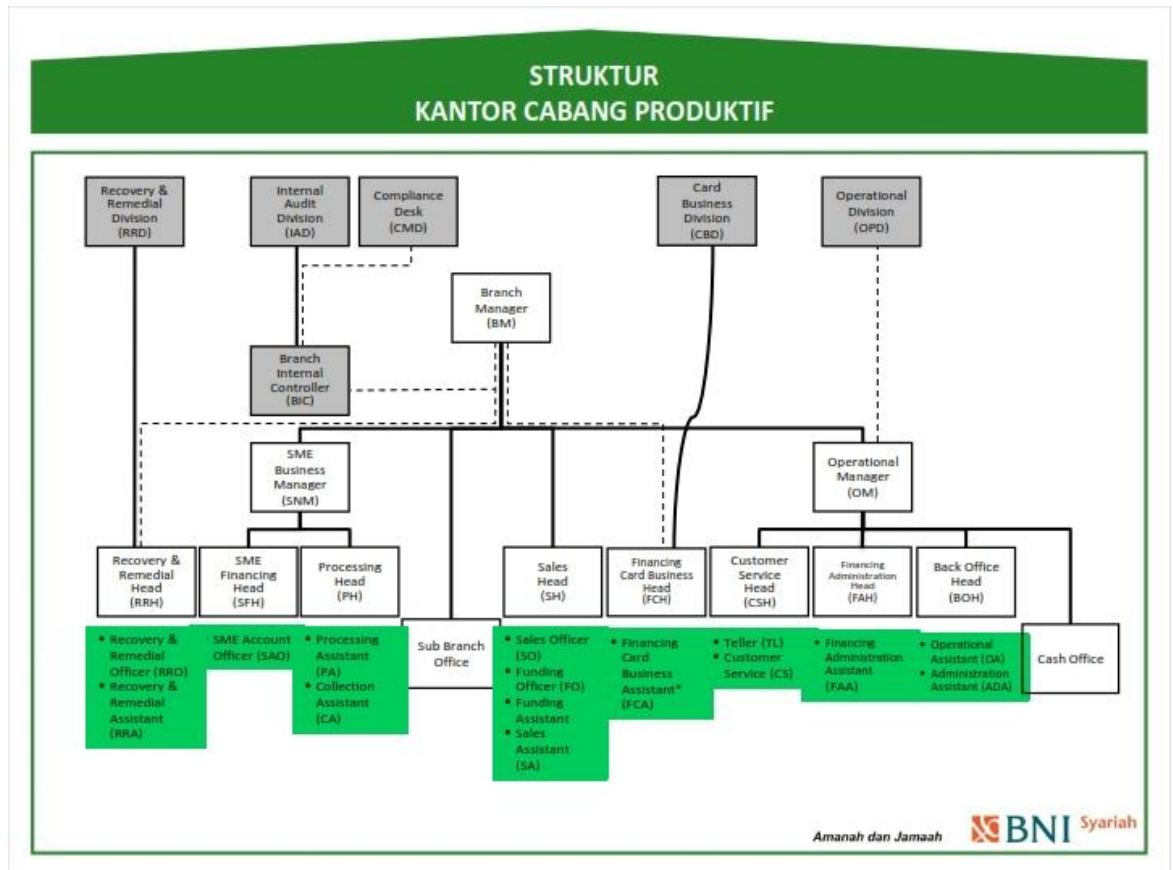 STRUKTUR
KANTOR CABANG PRODUKTIF
Recovery &
Remedial
Division
(RRD)
Internal
Audit
Division
(IAD)
Compliance
Desk
(CMD)
Card
Business
Division
(CBD)
Operational
Division
(OPD)
Branch
Manager
(BM)
Branch
Internal
Controller
(BIC)
SME
Business
Manager
(SNM)
Operational
Manager
(OM)
Recovery &
Remedial
Head
(RRH)
SME
Financing
Head
(SFH)
Processing
Head
(PH)
Sub Branch
Office
Sales
Head
(SH)
Financing
Card Business
Head
(FCH)
Customer
Service
Head
(CSH)
Financing
Administration
Head
(FAH)
Back Office
Head
(BOH)
Cash Office
• Recovery &
Remedial
Officer (RRO)
• Recovery &
Remedial
Assistant
(RRA)
SME Account
Officer (SAO)
• Processing
Assistant
(PA)
• Collection
Assistant
(CA)
• Sales Officer
(SO)
• Funding
Officer (FO)
• Funding
Assistant
• Sales
Assistant
(SA)
• Financing
Card
Business
Assistant*
(FCA)
• Teller (TL)
• Customer
Service (CS)
• Financing
Administration
Assistant
(FAA)
• Operational
Assistant (OA)
• Administration
Assistant (ADA)
Amanah dan Jamaah
BNI Syariah